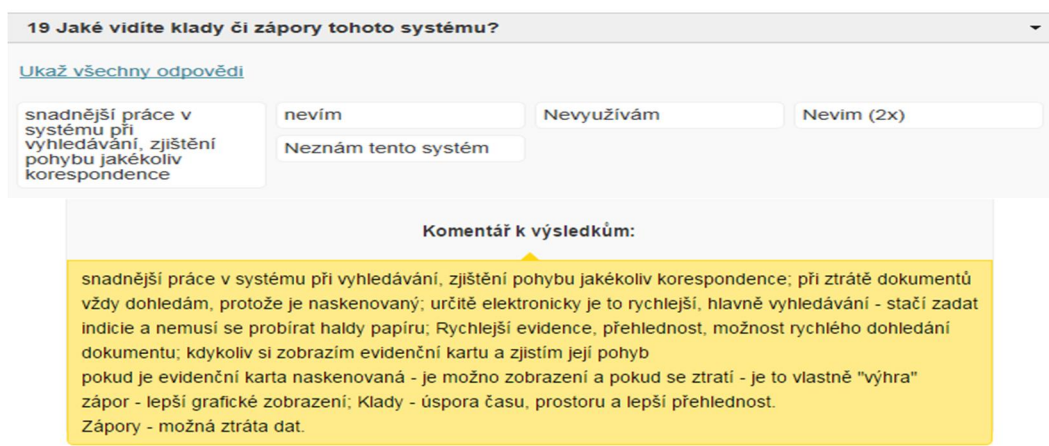 19 Jaké vidíte klady či zápory tohoto systému?
Ukaž všechny odpovědi
snadnější práce v
systému při
vyhledávání, zjištění
pohybu jakékoliv
korespondence
nevím
Nevyužívám
Nevim (2x)
Neznám tento systém
Komentář k výsledkům:
snadnější práce v systému při vyhledávání, zjištění pohybu jakékoliv korespondence; při ztrátě dokumentů
vždy dohledám, protože je naskenovaný; určitě elektronicky je to rychlejší, hlavně vyhledávání - stačí zadat
indicie a nemusí se probírat haldy papíru; Rychlejší evidence, přehlednost, možnost rychlého dohledání
dokumentu; kdykoliv si zobrazím evidenční kartu a zjistím její pohyb
pokud je evidenční karta naskenovaná - je možno zobrazení a pokud se ztratí - je to vlastně "výhra"
zápor - lepší grafické zobrazení; Klady - úspora času, prostoru a lepší přehlednost.
Zápory - možná ztráta dat.